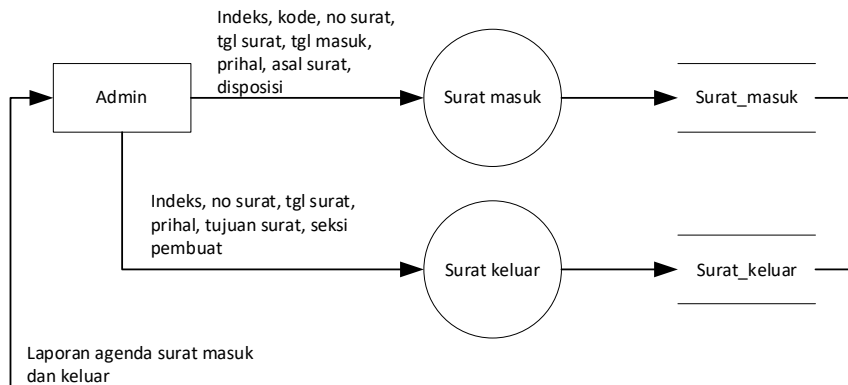 Indeks, kode, no surat,
tgl surat, tgl masuk,
prihal, asal surat,
disposisi
Admin
Surat masuk
Surat_masuk
Indeks, no surat, tgl surat,
prihal, tujuan surat, seksi
pembuat
Surat keluar
Surat_keluar
Laporan agenda surat masuk
dan keluar